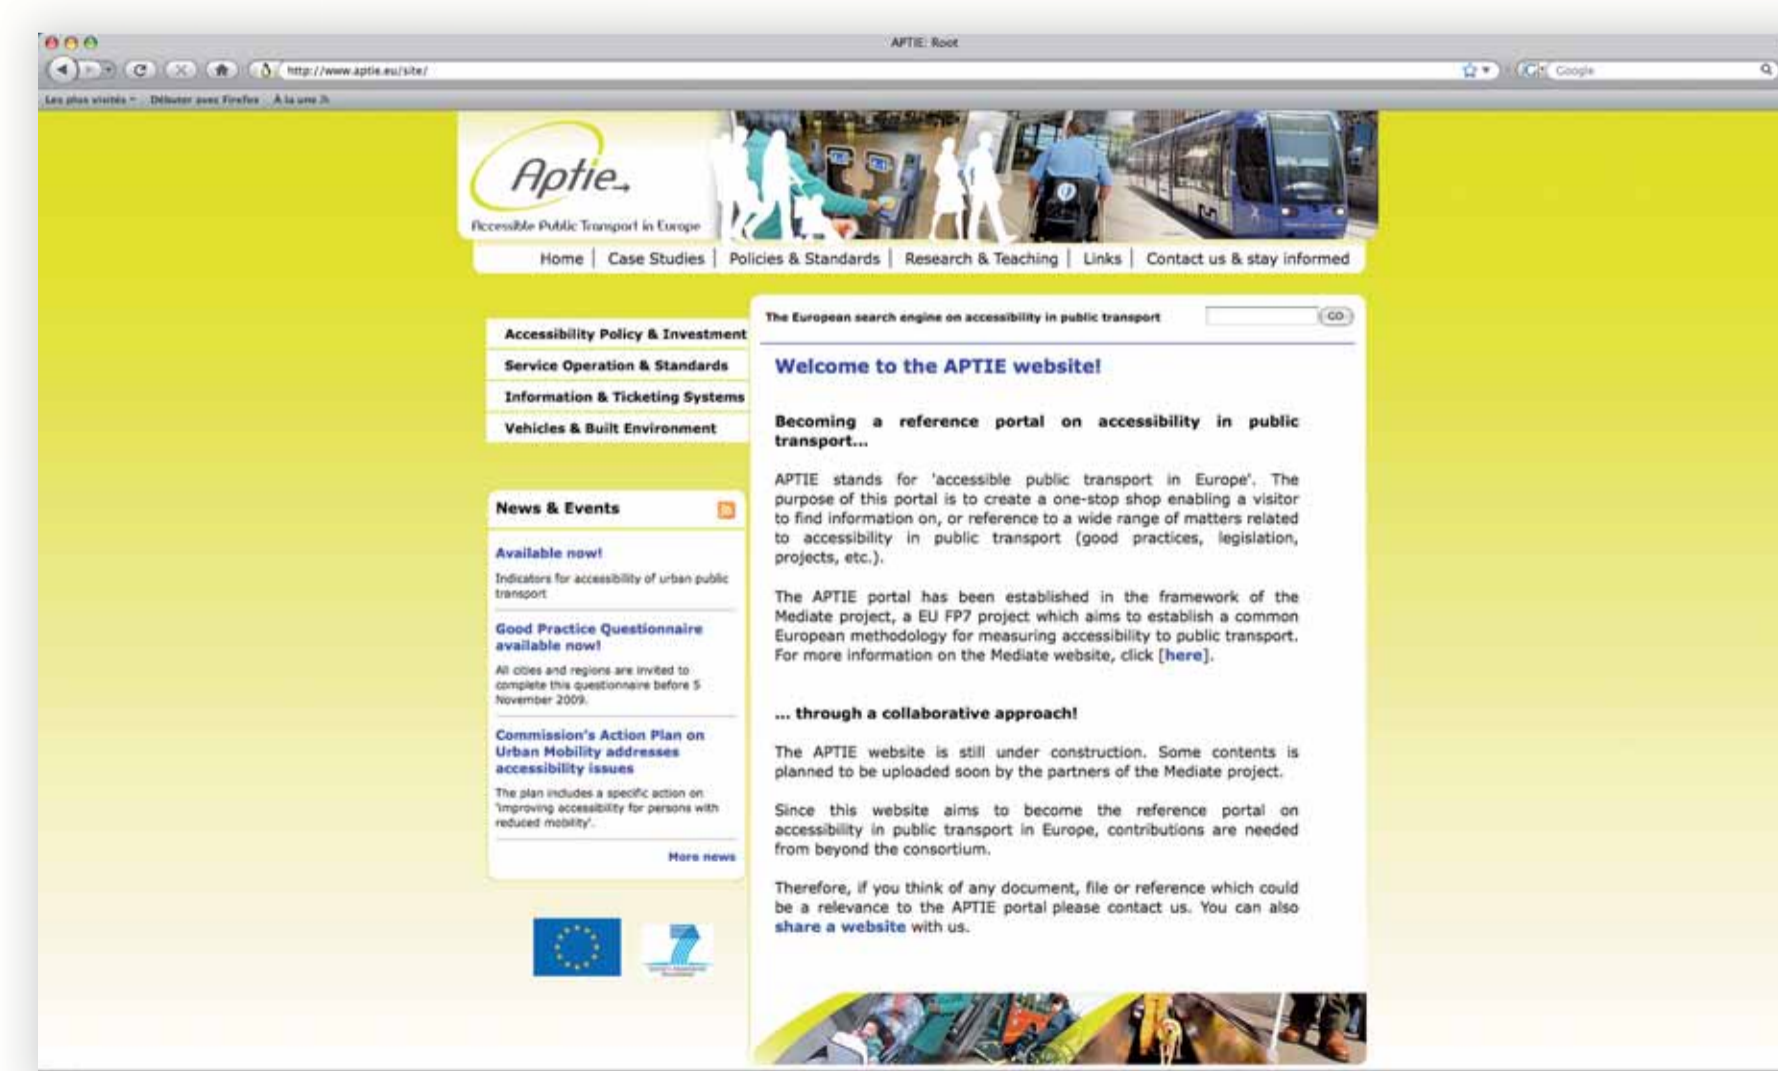 APTIE: Root
http://www.aptie.eu/site/
Google
Les plus visités Débuter avec Firefox À la une
Aptie
Accessible Public Transport in Europe
Home | Case Studies | Policies & Standards | Research & Teaching | Links | Contact us & stay informed
Accessibility Policy & Investment
Service Operation & Standards
Information & Ticketing Systems
Vehicles & Built Environment
News & Events
Available now!
Indicators for accessibility of urban public
transport
Good Practice Questionnaire
available now!
All cities and regions are invited to
complete this questionnaire before 5
November 2009.
Commission's Action Plan on
Urban Mobility addresses
accessibility issues
The plan includes a specific action on
'improving accessibility for persons with
reduced mobility'.
More news
The European search engine on accessibility in public transport GO
Welcome to the APTIE website!
Becoming a reference portal on accessibility in public
transport...
APTIE stands for 'accessible public transport in Europe'. The
purpose of this portal is to create a one-stop shop enabling a visitor
to find information on, or reference to a wide range of matters related
to accessibility in public transport (good practices, legislation,
projects, etc.).
The APTIE portal has been established in the framework of the
Mediate project, a EU FP7 project which aims to establish a common
European methodology for measuring accessibility to public transport.
For more information on the Mediate website, click [here].
... through a collaborative approach!
The APTIE website is still under construction. Some contents is
planned to be uploaded soon by the partners of the Mediate project.
Since this website aims to become the reference portal on
accessibility in public transport in Europe, contributions are needed
from beyond the consortium.
Therefore, if you think of any document, file or reference which could
be a relevance to the APTIE portal please contact us. You can also
share a website with us.